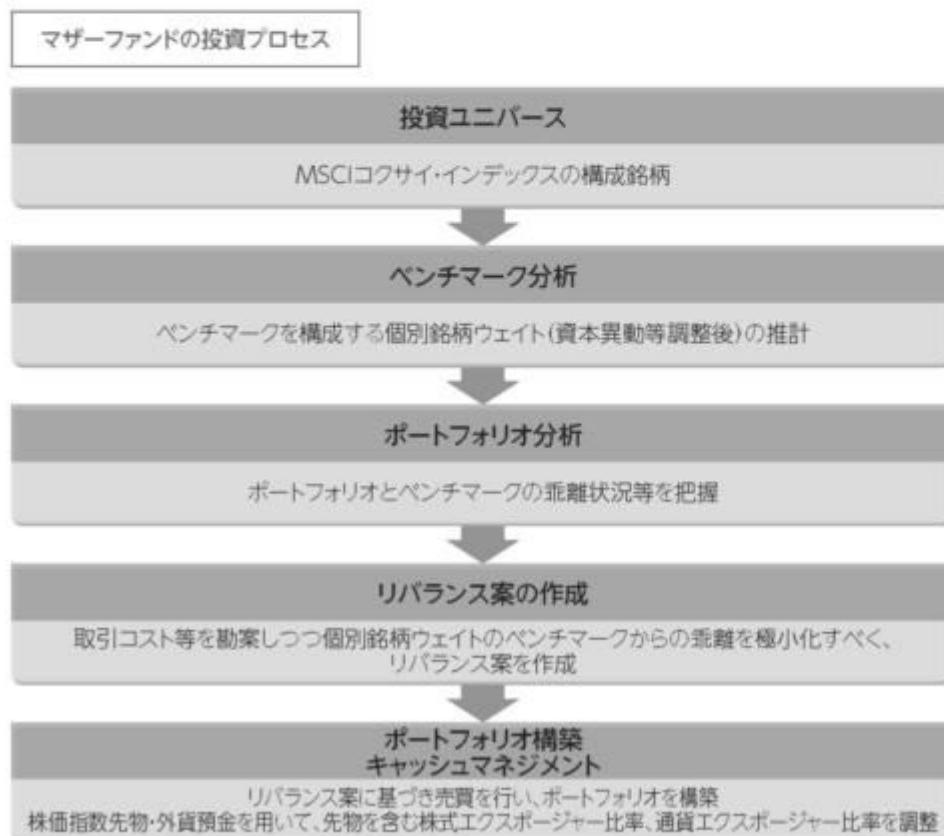 マザーファンドの投資プロセス
投資ユニバース
MSCIコクサイ・インデックスの構成銘柄
ベンチマーク分析
ベンチマークを構成する個別銘柄ウェイト(資本異動等調整後)の推計
ポートフォリオ分析
ポートフォリオとベンチマークの乖離状況等を把握
リバランス案の作成
取引コスト等を勘案しつつ個別銘柄ウェイトのベンチマークからの乖離を極小化すべく、
リバランス案を作成
ポートフォリオ構築
キャッシュマネジメント
リバランス案に基づき売買を行い、ポートフォリオを構築
株価指数先物・外貨預金を用いて、先物を含む株式エクスポージャー比率、通貨エクスポージャー比率を調整